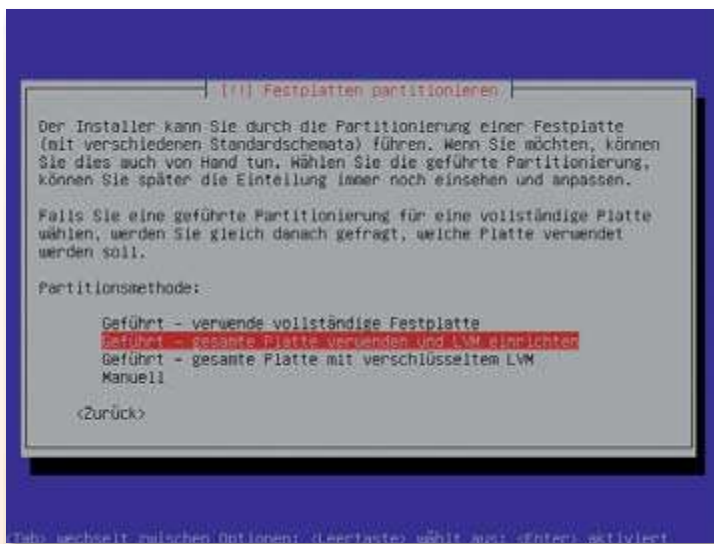 [!!] Festplatten partitionieren
Der Installer kann Sie durch die Partitionierung einer Festplatte
(mit verschiedenen Standardschemata) führen. Wenn Sie möchten, können
Sie dies auch von Hand tun. Wählen Sie die geführte Partitionierung,
können Sie später die Einteilung immer noch einsehen und anpassen.
Falls Sie eine geführte Partitionierung für eine vollständige Platte
wählen, werden Sie gleich danach gefragt, welche Platte verwendet
werden soll.
Partitionsmethode:
Geführt - verwende vollständige Festplatte
Geführt - gesamte Platte verwenden und LVM einrichten
Geführt - gesamte Platte mit verschlüsseltem LVM
Manuell
<Zurück>
<Tab> wechselt zwischen Optionen; <Leertaste> wählt aus; <Enter> aktiviert